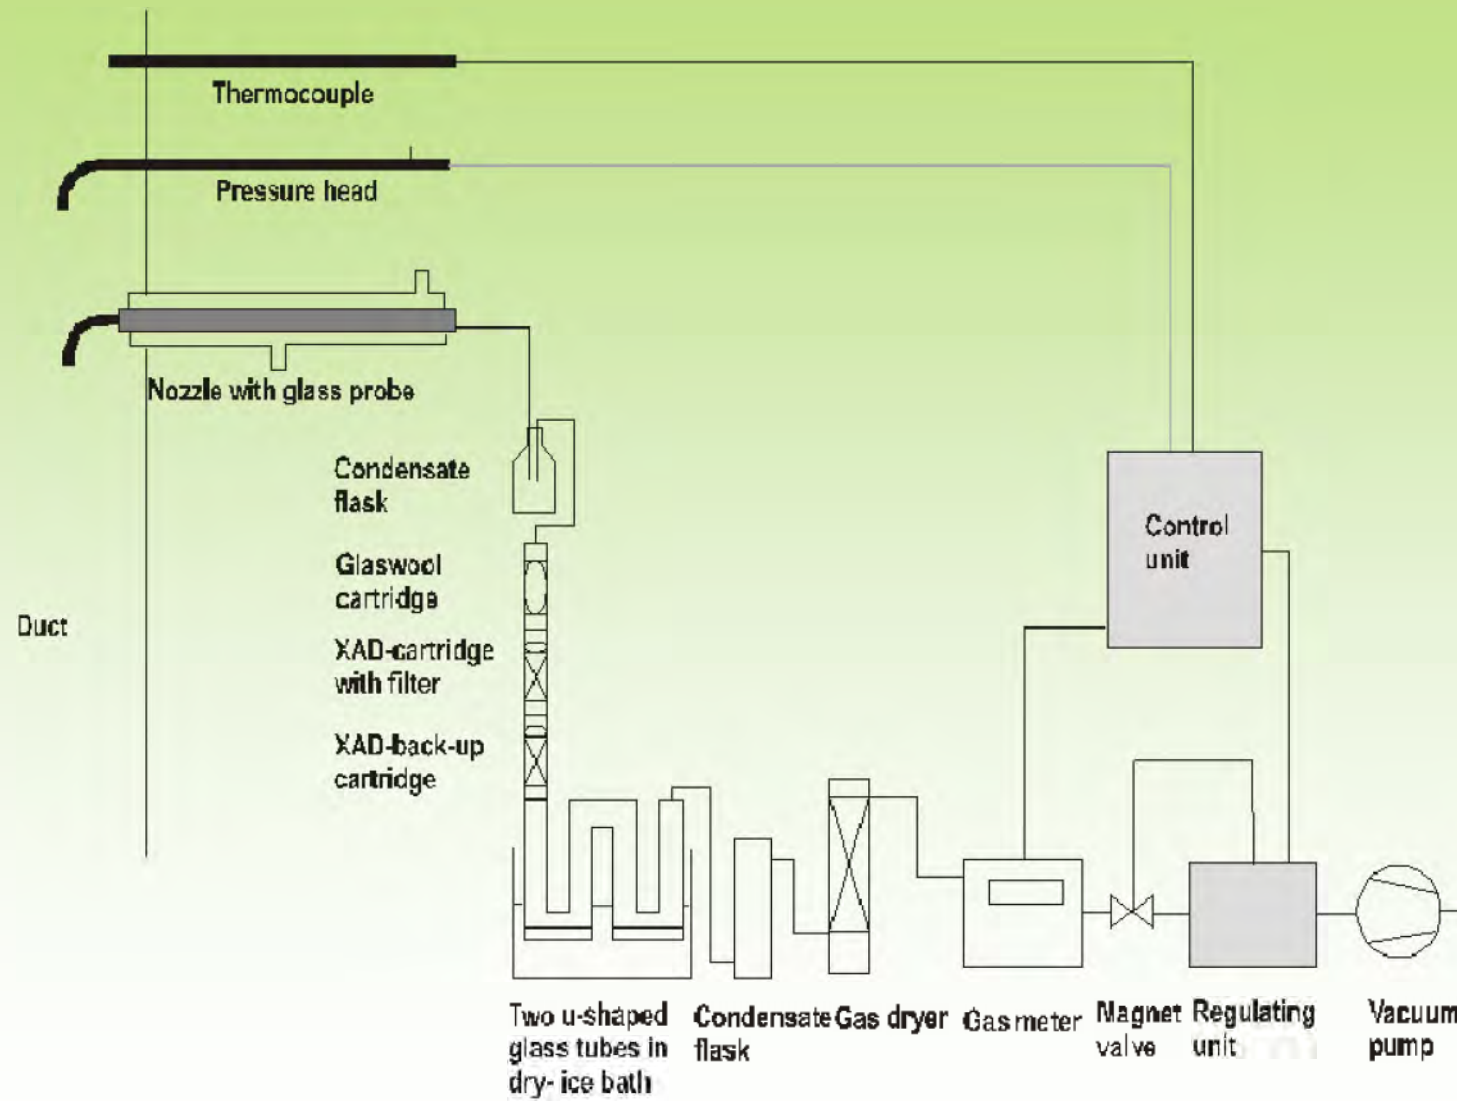 Thermocouple
Pressure head
Nozzle with glass probe
Condensate
flask
Control
unit
Glaswool
cartridge
Duct
XAD-cartridge
with filter
XAD-back-up
cartridge
Two u-shaped
glass tubes in
dry- ice bath
Condensate
flask
Gas dryer
Gas meter
Magnet
valve
Regulating
unit
Vacuum
pump